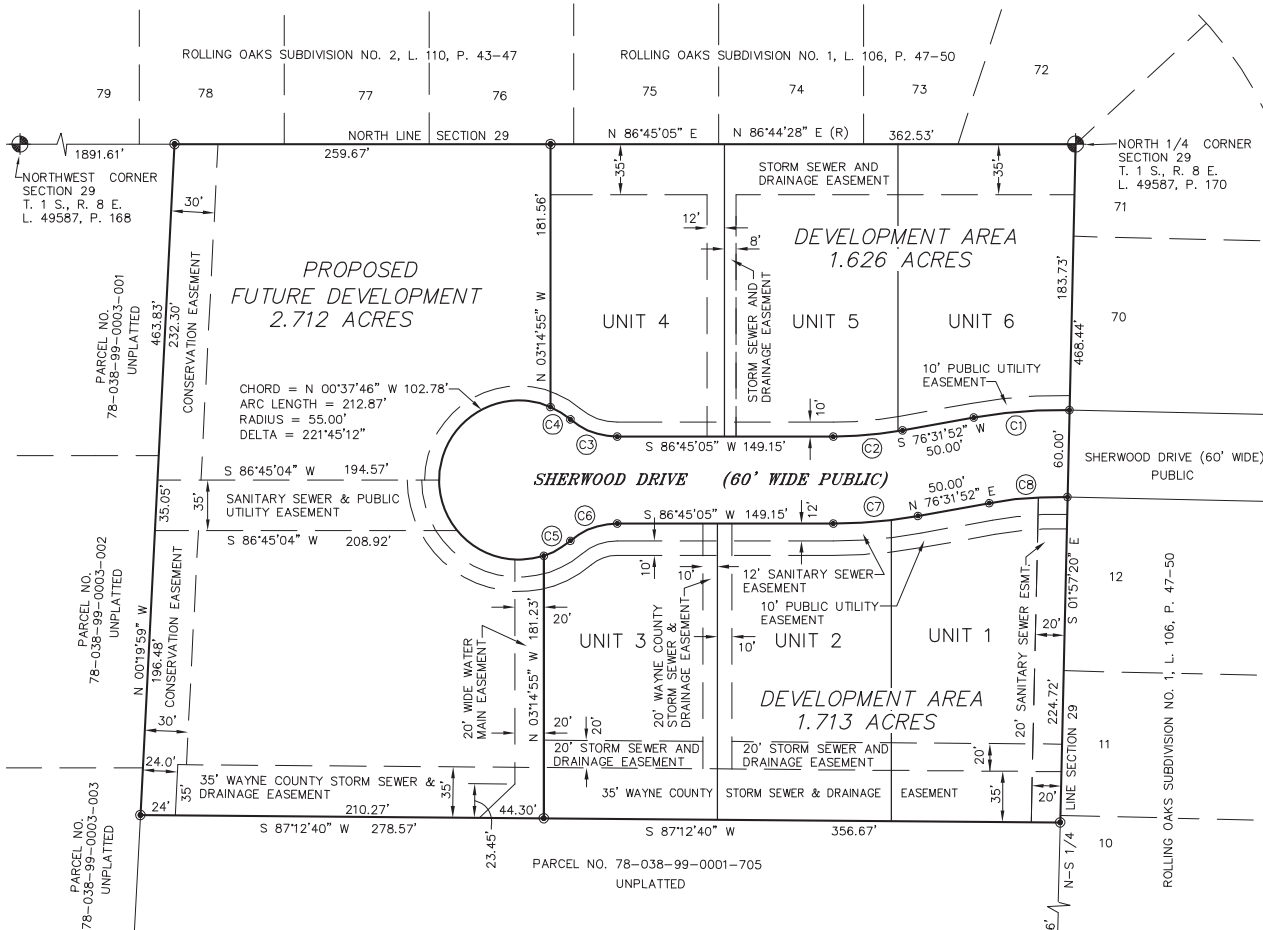 ROLLING OAKS SUBDIVISION NO. 2, L. 110, P. 43-47
ROLLING OAKS SUBDIVISION NO. 1, L. 106, P. 47-50
72
79
78
77
76
75
74
73
NORTH LINE SECTION 29
N 86°45'05" E
N 86°44'28" E (R)
362.53'
1891.61'
259.67'
NORTHWEST CORNER
SECTION 29
T. 1 S., R. 8 E.
L. 49587, P. 168
NORTH 1/4 CORNER
SECTION 29
T. 1 S., R. 8 E.
L. 49587, P. 170
71
30'
35'
STORM SEWER AND
DRAINAGE EASEMENT
35'
181.56'
12'
8'
DEVELOPMENT AREA
1.626 ACRES
PROPOSED
FUTURE DEVELOPMENT
2.712 ACRES
CONSERVATION EASEMENT
463.83'
232.30'
PARCEL NO.
78-038-99-0003-001
UNPLATTED
N 03°14'55" W
STORM SEWER AND
DRAINAGE EASEMENT
183.73'
468.44'
70
UNIT 4
UNIT 5
UNIT 6
10' PUBLIC UTILITY
EASEMENT
CHORD = N 00°37'46" W 102.78'
ARC LENGTH = 212.87'
RADIUS = 55.00'
DELTA = 221°45'12"
C4
C3
10'
C2
C1
S 86°45'05" W 149.15'
S 76°31'52" W
50.00'
60.00'
SHERWOOD DRIVE (60' WIDE)
PUBLIC
S 86°45'04" W 194.57'
SHERWOOD DRIVE (60' WIDE PUBLIC)
SANITARY SEWER & PUBLIC
UTILITY EASEMENT
35.05'
35'
50.00'
N 76°31'52" E
C8
C7
S 86°45'05" W 149.15'
12'
C6
C5
S 86°45'04" W 208.92'
10'
10'
12' SANITARY SEWER
EASEMENT
10' PUBLIC UTILITY
EASEMENT
12
S 01°57'20" E
20' SANITARY SEWER ESMT.
20'
PARCEL NO.
78-038-99-0003-002
UNPLATTED
N 00°19'59" W
196.48'
CONSERVATION EASEMENT
20'
181.23'
N 03°14'55" W
20' WIDE WATER
MAIN EASEMENT
UNIT 3
20' WAYNE COUNTY
STORM SEWER &
DRAINAGE EASEMENT
UNIT 2
10'
UNIT 1
DEVELOPMENT AREA
1.713 ACRES
224.72'
ROLLING OAKS SUBDIVISION NO. 1, L. 106, P. 47-50
30'
20'
20'
20' STORM SEWER AND
DRAINAGE EASEMENT
20' STORM SEWER AND
DRAINAGE EASEMENT
20'
11
24.0'
35'
35' WAYNE COUNTY STORM SEWER &
DRAINAGE EASEMENT
35'
35' WAYNE COUNTY STORM SEWER & DRAINAGE EASEMENT
35'
20'
N-S 1/4 LINE SECTION 29
24'
210.27'
44.30'
S 87°12'40" W 278.57'
23.45'
S 87°12'40" W 356.67'
10
PARCEL NO.
78-038-99-0003-003
UNPLATTED
PARCEL NO. 78-038-99-0001-705
UNPLATTED
6'